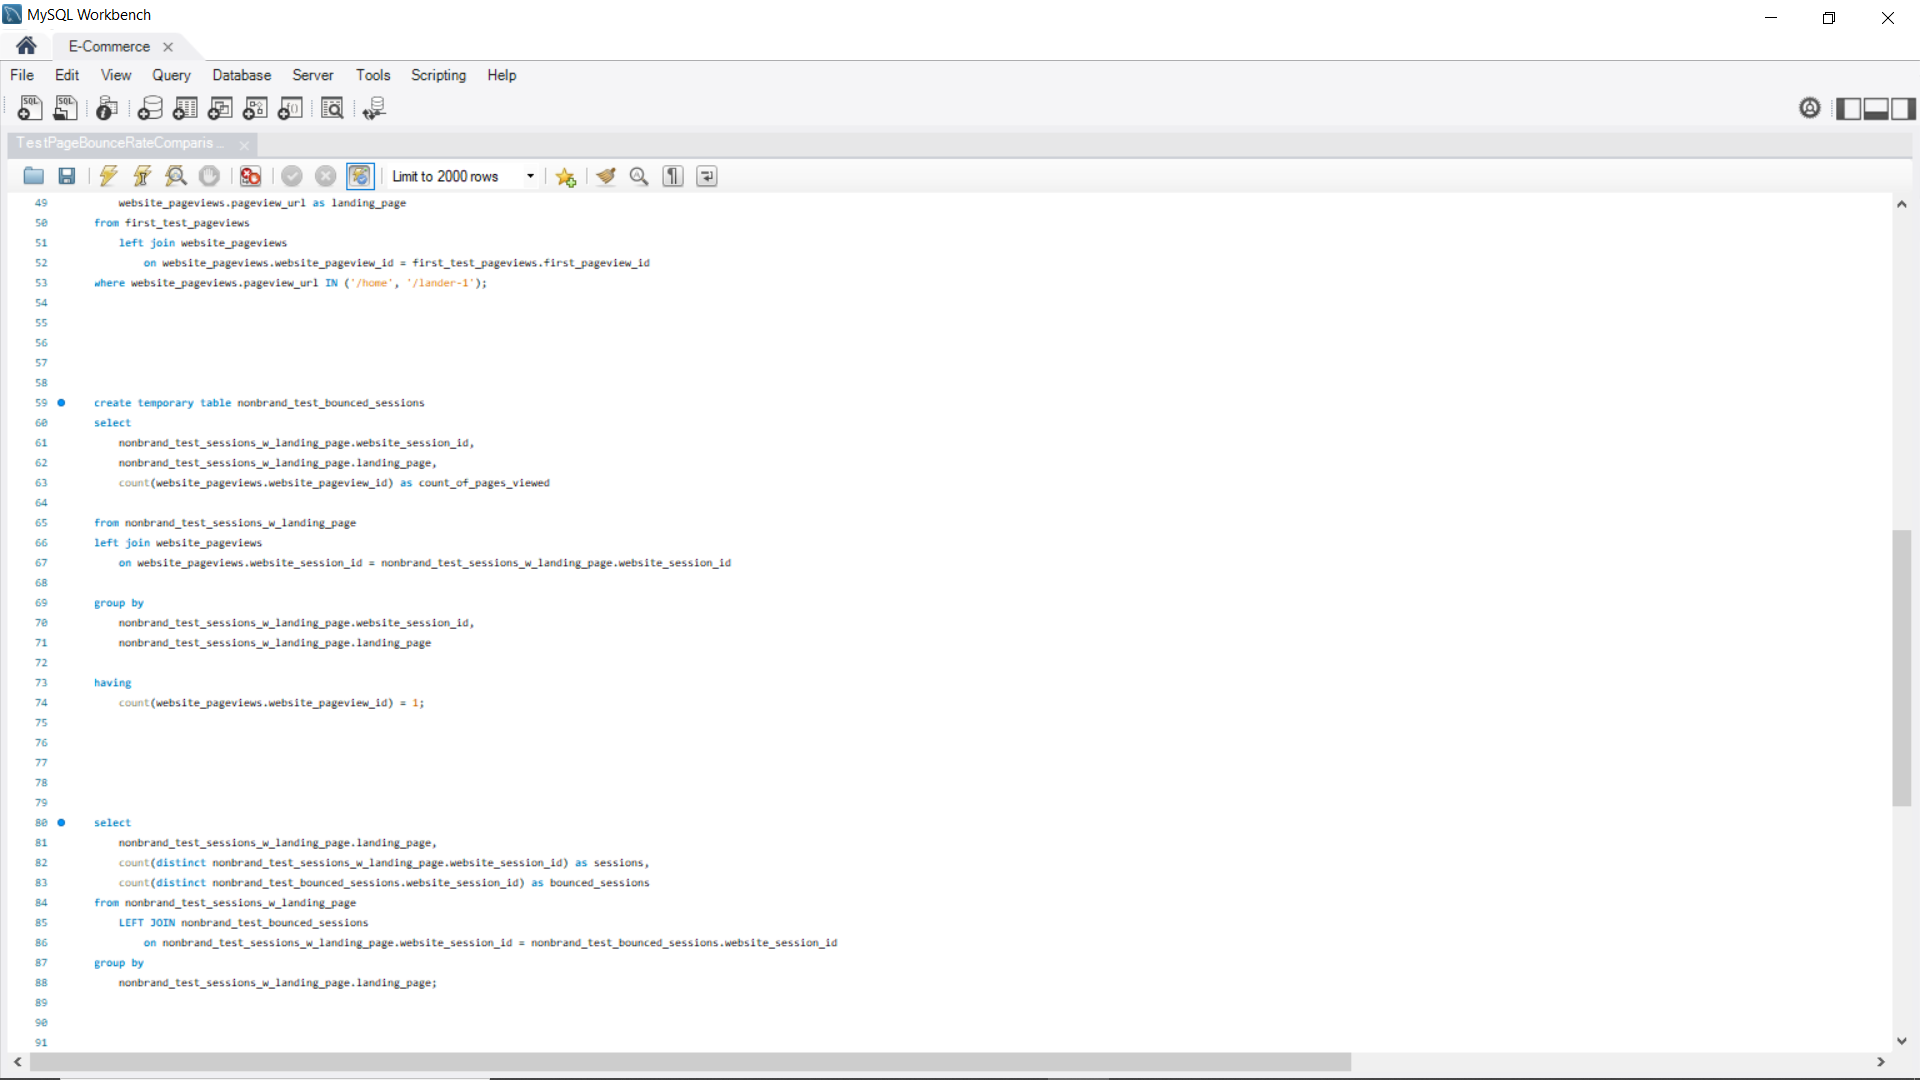 MySQL Workbench
E-Commerce
File Edit View Query Database Server Tools Scripting Help
TestPageBounceRateComparis...
Limit to 2000 rows
49 website_pageviews.pageview_url as landing_page
50 from first_test_pageviews
51 left join website_pageviews
52 on website_pageviews.website_pageview_id = first_test_pageviews.first_pageview_id
53 where website_pageviews.pageview_url IN ('/home', '/lander-1');
54
55
56
57
58
59 create temporary table nonbrand_test_bounced_sessions
60 select
61 nonbrand_test_sessions_w_landing_page.website_session_id,
62 nonbrand_test_sessions_w_landing_page.landing_page,
63 count(website_pageviews.website_pageview_id) as count_of_pages_viewed
64
65 from nonbrand_test_sessions_w_landing_page
66 left join website_pageviews
67 on website_pageviews.website_session_id = nonbrand_test_sessions_w_landing_page.website_session_id
68
69 group by
70 nonbrand_test_sessions_w_landing_page.website_session_id,
71 nonbrand_test_sessions_w_landing_page.landing_page
72
73 having
74 count(website_pageviews.website_pageview_id) = 1;
75
76
77
78
79
80 select
81 nonbrand_test_sessions_w_landing_page.landing_page,
82 count(distinct nonbrand_test_sessions_w_landing_page.website_session_id) as sessions,
83 count(distinct nonbrand_test_bounced_sessions.website_session_id) as bounced_sessions
84 from nonbrand_test_sessions_w_landing_page
85 LEFT JOIN nonbrand_test_bounced_sessions
86 on nonbrand_test_sessions_w_landing_page.website_session_id = nonbrand_test_bounced_sessions.website_session_id
87 group by
88 nonbrand_test_sessions_w_landing_page.landing_page;
89
90
91